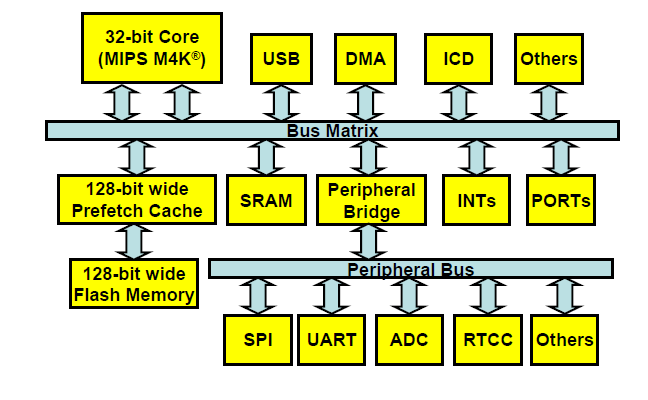 32-bit Core
(MIPS M4K®)
USB
DMA
ICD
Others
Bus Matrix
128-bit wide
Prefetch Cache
SRAM
Peripheral
Bridge
INTs
PORTs
128-bit wide
Flash Memory
Peripheral Bus
SPI
UART
ADC
RTCC
Others